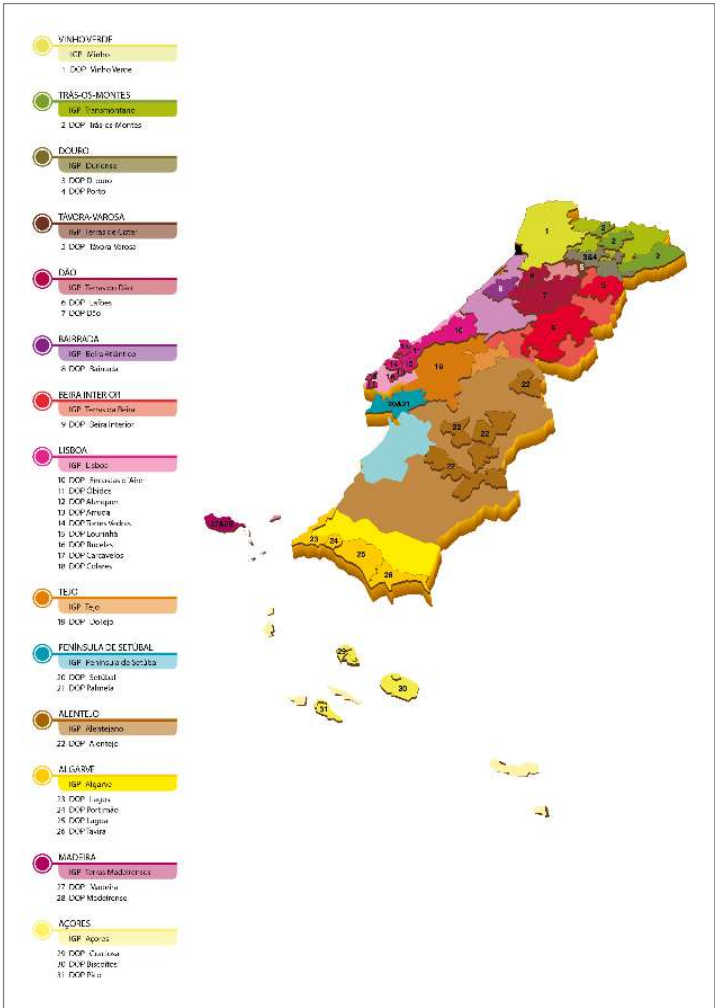 VINHO VERDE
IGP Minho
1 DOP Vinho Verde
TRÁS-OS-MONTES
IGP Transmontano
2 DOP Trás-os-Montes
DOURO
IGP Duriense
3 DOP Douro
4 DOP Porto
TÁVORA-VAROSA
IGP Terras de Cister
5 DOP Távora-Varosa
DÃO
IGP Terras do Dão
6 DOP Lafões
7 DOP Dão
BAIRRADA
IGP Beira Atlântico
8 DOP Bairrada
BEIRA INTERIOR
IGP Terras da Beira
9 DOP Beira Interior
LISBOA
IGP Lisboa
10 DOP Encostas d'Aire
11 DOP Óbidos
12 DOP Alenquer
13 DOP Arruda
14 DOP Torres Vedras
15 DOP Lourinhã
16 DOP Bucelas
17 DOP Carcavelos
18 DOP Colares
TEJO
IGP Tejo
19 DOP DoTejo
PENÍNSULA DE SETÚBAL
IGP Península de Setúbal
20 DOP Setúbal
21 DOP Palmela
ALENTEJO
IGP Alentejano
22 DOP Alentejo
ALGARVE
IGP Algarve
23 DOP Lagos
24 DOP Portimão
25 DOP Lagoa
26 DOP Tavira
MADEIRA
IGP Terras Madeirenses
27 DOP Madeira
28 DOP Madeirense
AÇORES
IGP Açores
29 DOP Graciosa
30 DOP Biscoitos
31 DOP Pico
1
2
2
3&4
2
5
6
8
7
9
10
9
11
12
19
22
20&21
22
22
22
27&28
23
24
25
26
29
30
31